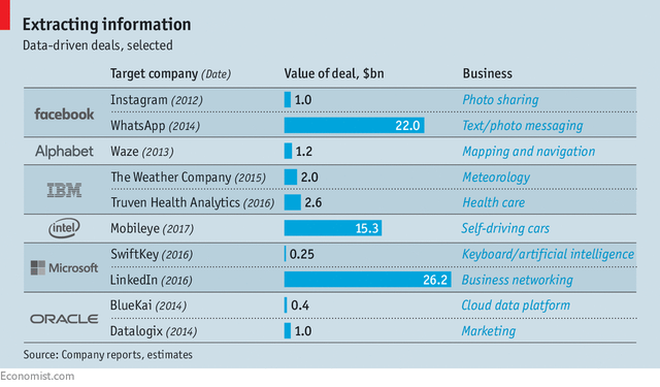 Extracting information
Data-driven deals, selected
Target company (Date) Value of deal, $bn Business
facebook
Instagram (2012) 1.0 Photo sharing
WhatsApp (2014) 22.0 Text/photo messaging
Alphabet Waze (2013) 1.2 Mapping and navigation
IBM
The Weather Company (2015) 2.0 Meteorology
Truven Health Analytics (2016) 2.6 Health care
intel Mobileye (2017) 15.3 Self-driving cars
Microsoft
SwiftKey (2016) 0.25 Keyboard/artificial intelligence
LinkedIn (2016) 26.2 Business networking
ORACLE
BlueKai (2014) 0.4 Cloud data platform
Datalogix (2014) 1.0 Marketing
Source: Company reports, estimates
Economist.com